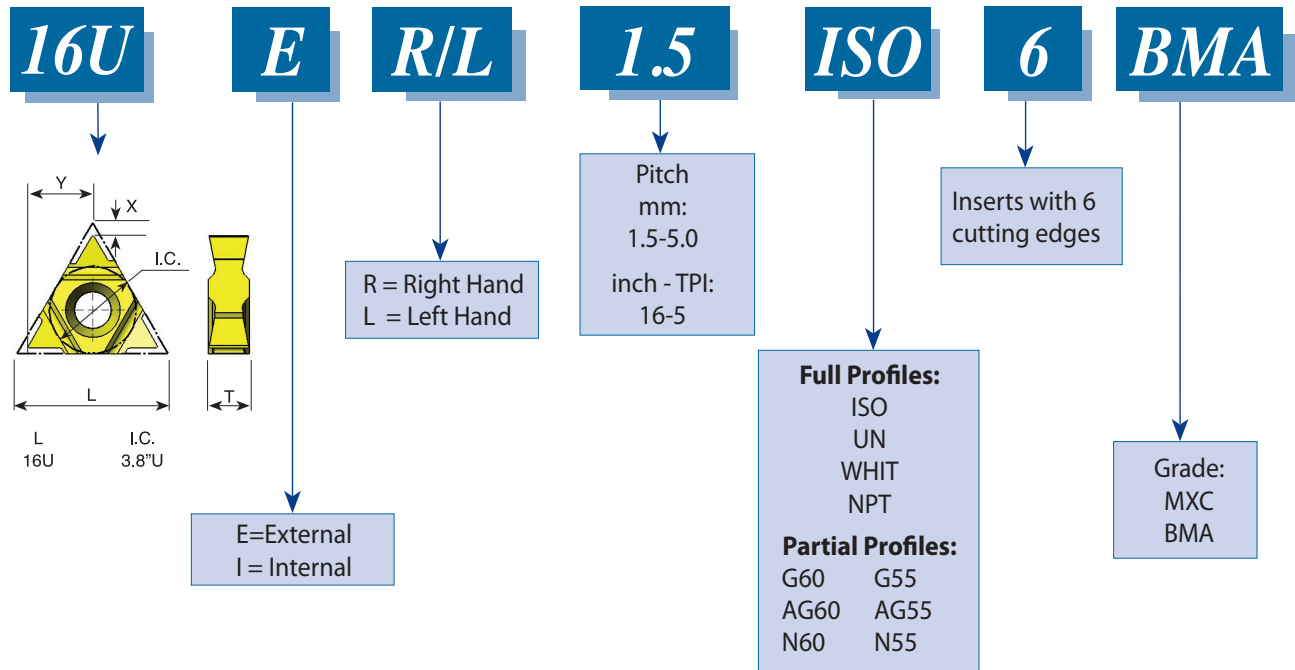 16U E R/L 1.5 ISO 6 BMA
Y
X
I.C.
L
T
L I.C.
16U 3.8”U
E=External
I = Internal
R = Right Hand
L = Left Hand
Pitch
mm:
1.5-5.0
inch - TPI:
16-5
Full Profiles:
ISO
UN
WHIT
NPT
Partial Profiles:
G60 G55
AG60 AG55
N60 N55
Inserts with 6
cutting edges
Grade:
MXC
BMA